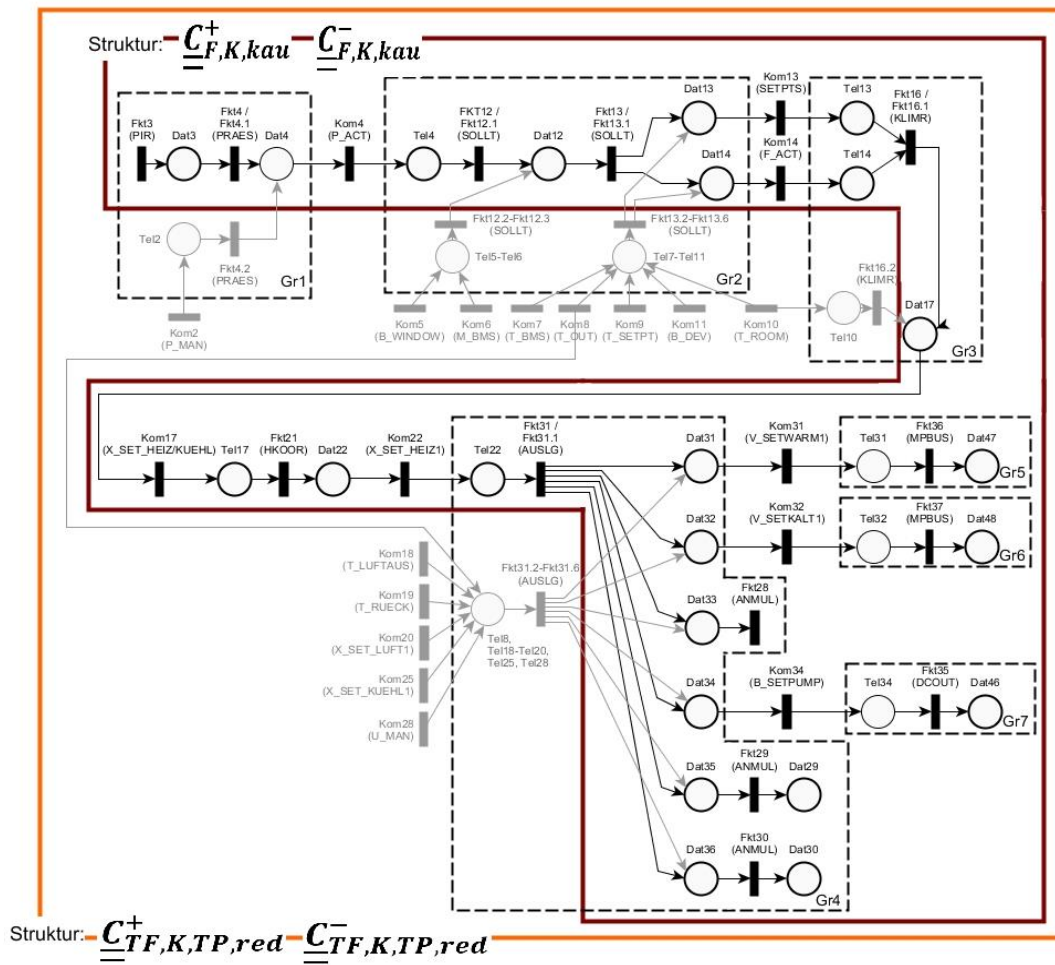 Struktur: C⁺F,K,kau C⁻F,K,kau
Fkt3
(PIR)
Dat3
Fkt4 /
Fkt4.1
(PRAES)
Dat4
Kom4
(P_ACT)
Tel4
FKT12 /
Fkt12.1
(SOLLT)
Dat12
Fkt13 /
Fkt13.1
(SOLLT)
Dat13
Dat14
Kom13
(SETPTS)
Kom14
(F_ACT)
Tel13
Tel14
Fkt16 /
Fkt16.1
(KLIMR)
Tel2
Fkt4.2
(PRAES)
Gr1
Kom2
(P_MAN)
Fkt12.2-Fkt12.3
(SOLLT)
Tel5-Tel6
Fkt13.2-Fkt13.6
(SOLLT)
Tel7-Tel11
Gr2
Kom5
(B_WINDOW)
Kom6
(M_BMS)
Kom7
(T_BMS)
Kom8
(T_OUT)
Kom9
(T_SETPT)
Kom11
(B_DEV)
Kom10
(T_ROOM)
Fkt16.2
(KLIMR)
Tel10
Dat17
Gr3
Kom17
(X_SET_HEIZ/KUEHL)
Tel17
Fkt21
(HKOOR)
Dat22
Kom22
(X_SET_HEIZ1)
Tel22
Fkt31 /
Fkt31.1
(AUSLG)
Dat31
Kom31
(V_SETWARM1)
Tel31
Fkt36
(MPBUS)
Dat47
Gr5
Dat32
Kom32
(V_SETKALT1)
Tel32
Fkt37
(MPBUS)
Dat48
Gr6
Kom18
(T_LUFTAUS)
Kom19
(T_RUECK)
Kom20
(X_SET_LUFT1)
Kom25
(X_SET_KUEHL1)
Kom28
(U_MAN)
Fkt31.2-Fkt31.6
(AUSLG)
Tel8,
Tel18-Tel20,
Tel25, Tel28
Dat33
Fkt28
(ANMUL)
Dat34
Kom34
(B_SETPUMP)
Tel34
Fkt35
(DCOUT)
Dat46
Gr7
Dat35
Fkt29
(ANMUL)
Dat29
Dat36
Fkt30
(ANMUL)
Dat30
Gr4
Struktur: C⁺TF,K,TP,red C⁻TF,K,TP,red